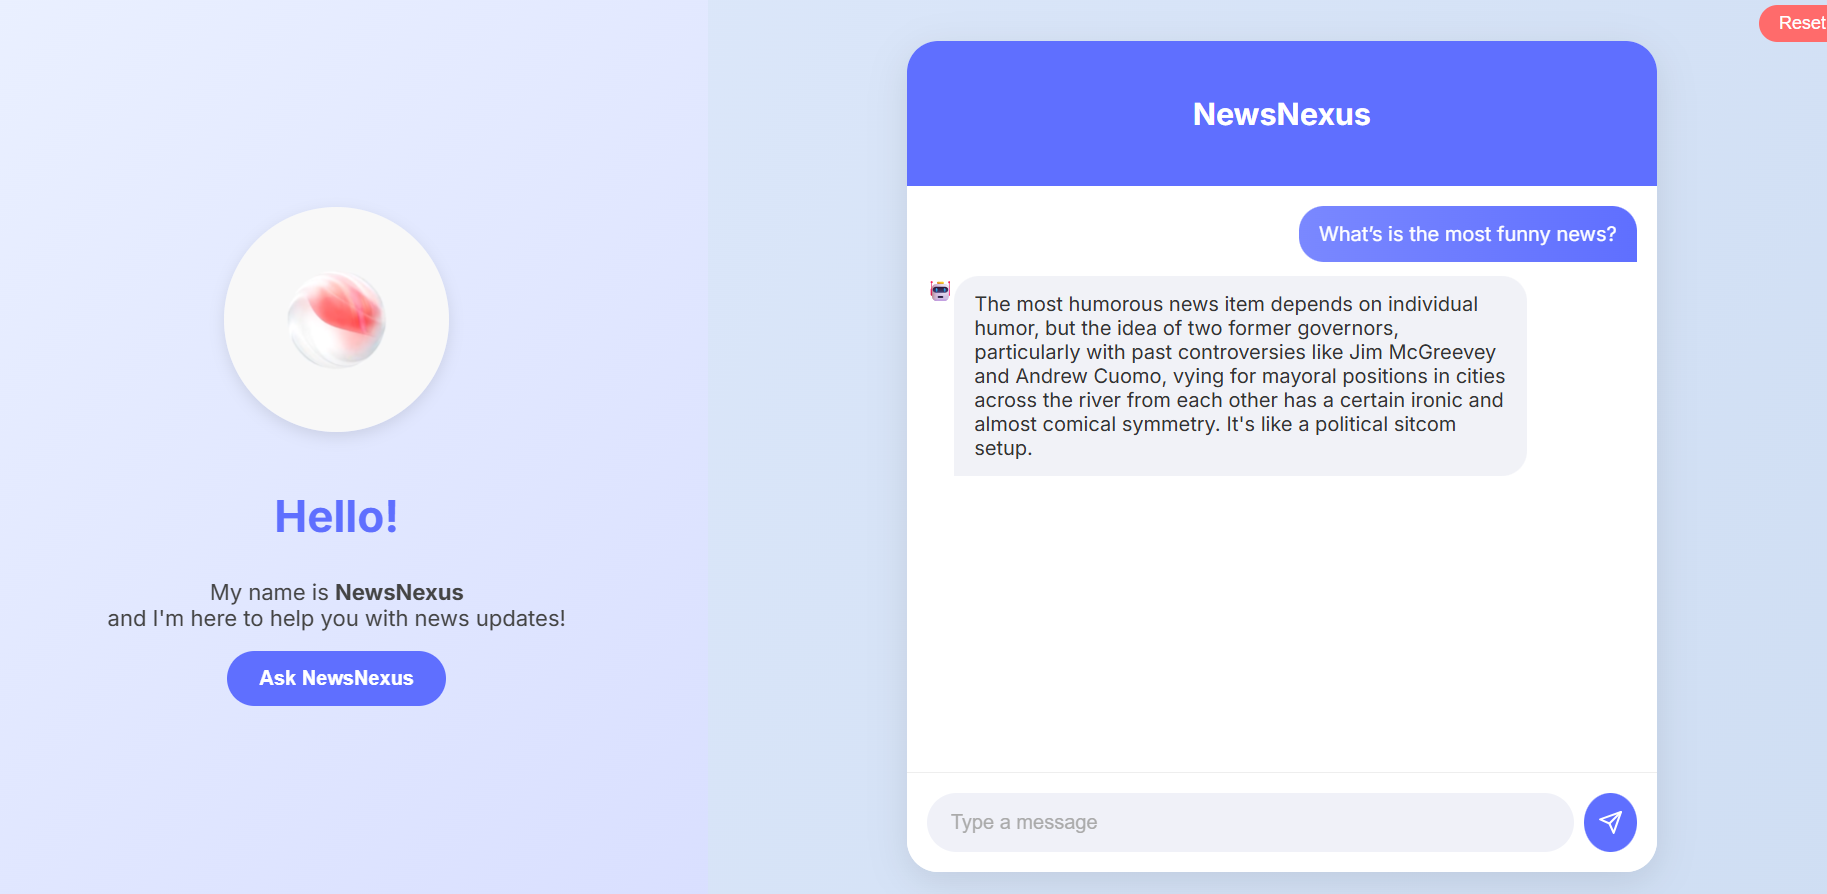 Reset
NewsNexus
What’s is the most funny news?
The most humorous news item depends on individual
humor, but the idea of two former governors,
particularly with past controversies like Jim McGreevey
and Andrew Cuomo, vying for mayoral positions in cities
across the river from each other has a certain ironic and
almost comical symmetry. It's like a political sitcom
setup.
Hello!
My name is NewsNexus
and I'm here to help you with news updates!
Ask NewsNexus
Type a message